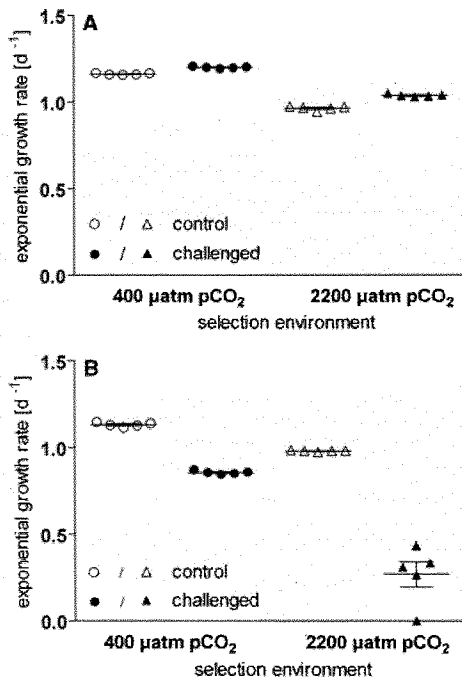 A
exponential growth rate [d⁻¹]
1.5
1.0
0.5
0.0
○ / △ control
● / ▲ challenged
400 µatm pCO₂ 2200 µatm pCO₂
selection environment
B
exponential growth rate [d⁻¹]
1.5
1.0
0.5
0.0
○ / △ control
● / ▲ challenged
400 µatm pCO₂ 2200 µatm pCO₂
selection environment